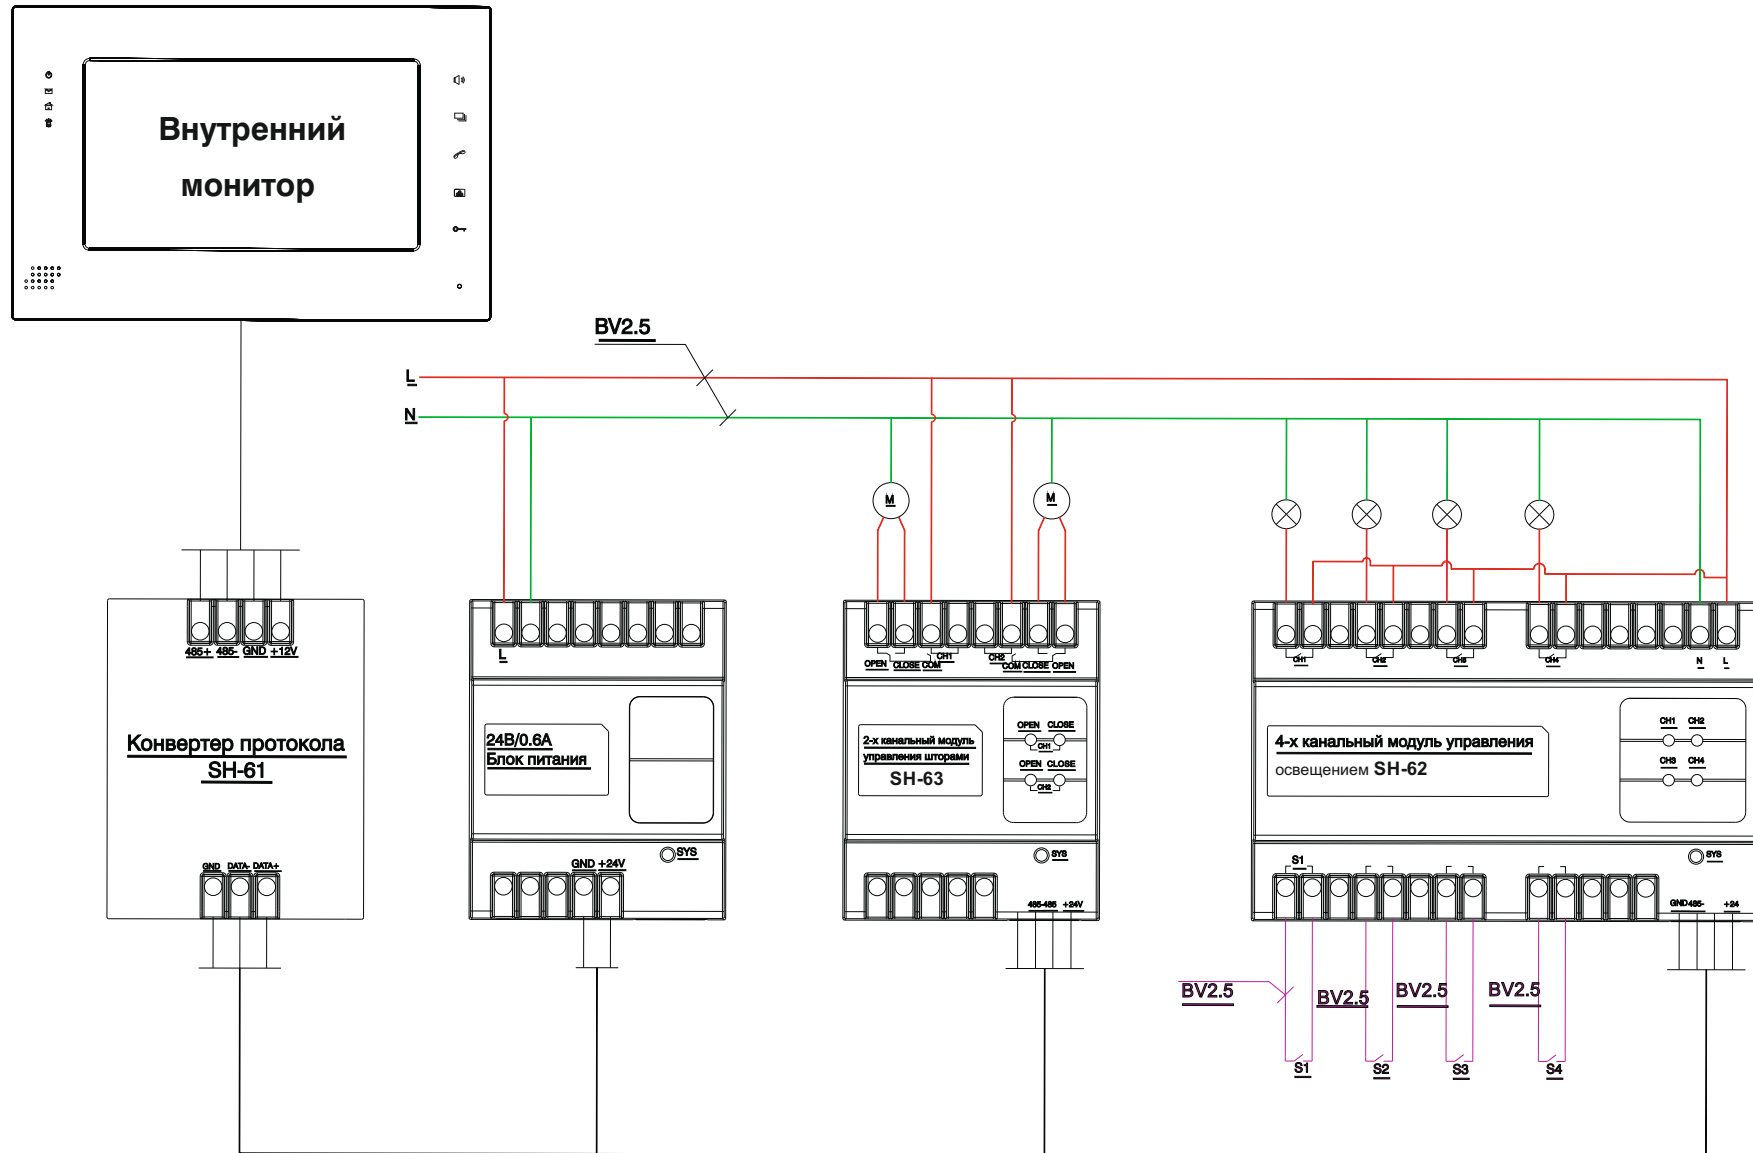 Внутренний
монитор
BV2.5
L
N
M
M
485+ 485- GND +12V
Конвертер протокола
SH-61
GND DATA- DATA+
L
24В/0.6А
Блок питания
SYS
GND +24V
OPEN CLOSE COM CH1 CH2 COM CLOSE OPEN
2-х канальный модуль
управления шторами
SH-63
OPEN CLOSE
CH1
OPEN CLOSE
CH2
SYS
485-485 +24V
CH1 CH2 CH3 CH4 N L
4-х канальный модуль управления
освещением SH-62
CH1 CH2
CH3 CH4
SYS
S1
GND 485- +24
BV2.5 BV2.5 BV2.5 BV2.5
S1 S2 S3 S4